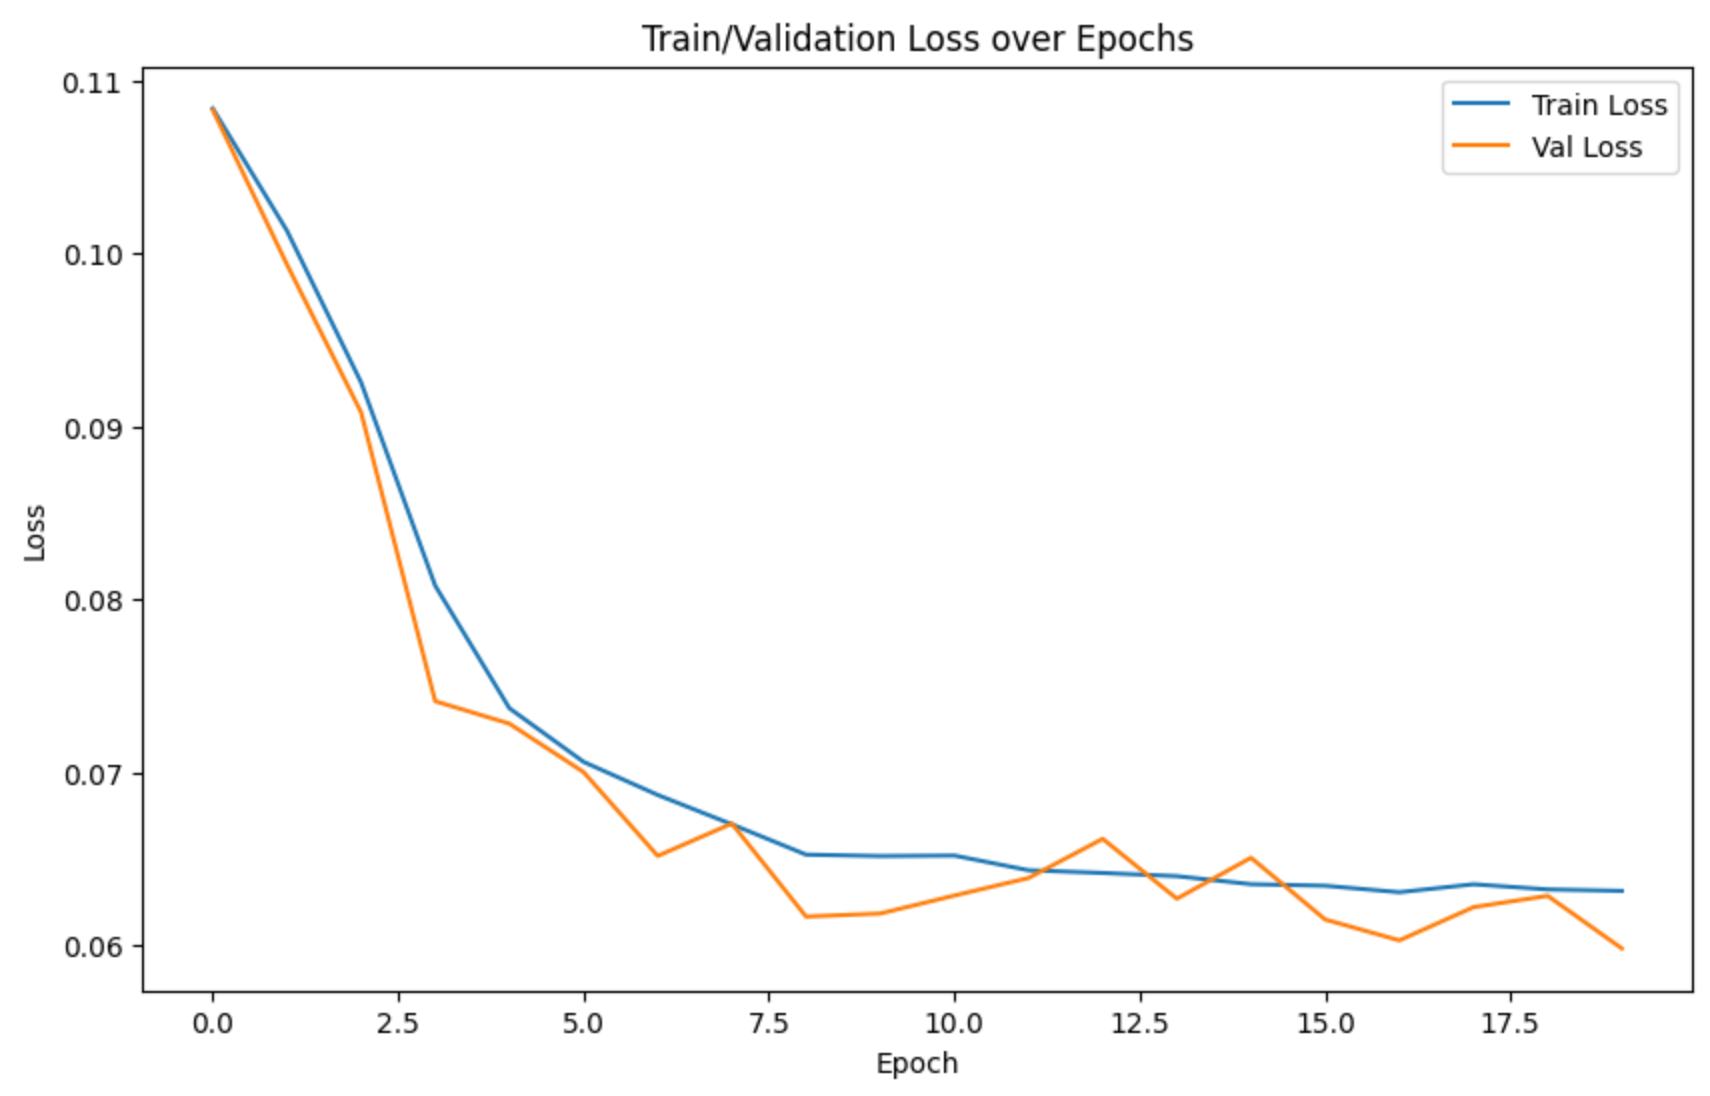 Train/Validation Loss over Epochs
Train Loss
Val Loss
0.11
0.10
0.09
0.08
0.07
0.06
Loss
0.0 2.5 5.0 7.5 10.0 12.5 15.0 17.5
Epoch